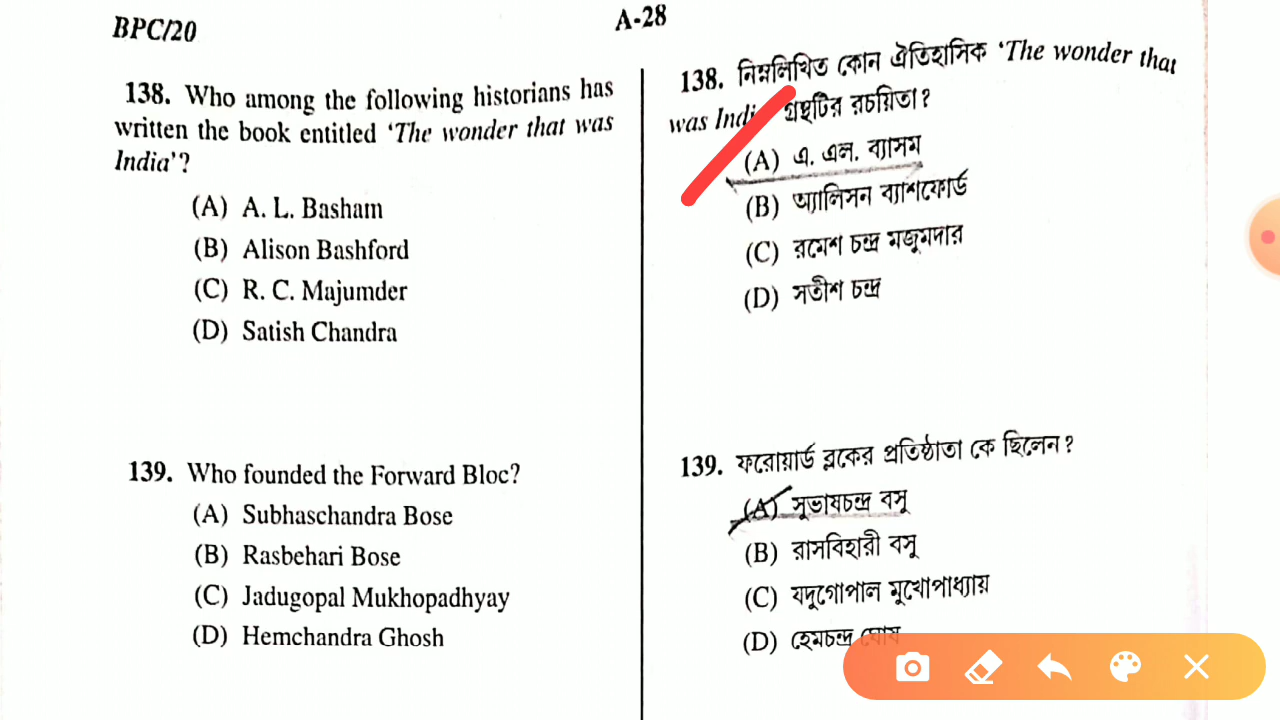 BPC/20
A-28
138. Who among the following historians has
written the book entitled ‘The wonder that was
India’?
(A) A. L. Basham
(B) Alison Bashford
(C) R. C. Majumder
(D) Satish Chandra
139. Who founded the Forward Bloc?
(A) Subhaschandra Bose
(B) Rasbehari Bose
(C) Jadugopal Mukhopadhyay
(D) Hemchandra Ghosh
138. নিম্নলিখিত কোন ঐতিহাসিক ‘The wonder that
was গ্রন্থটির রচয়িতা?
(A) এ. এল. ব্যাসম
(B) অ্যালিসন ব্যাশফোর্ড
(C) রমেশ চন্দ্র মজুমদার
(D) সতীশ চন্দ্র
139. ফরোয়ার্ড ব্লকের প্রতিষ্ঠাতা কে ছিলেন?
(A) সুভাষচন্দ্র বসু
(B) রাসবিহারী বসু
(C) যদুগোপাল মুখোপাধ্যায়
(D) হেমচন্দ্র ঘোষ